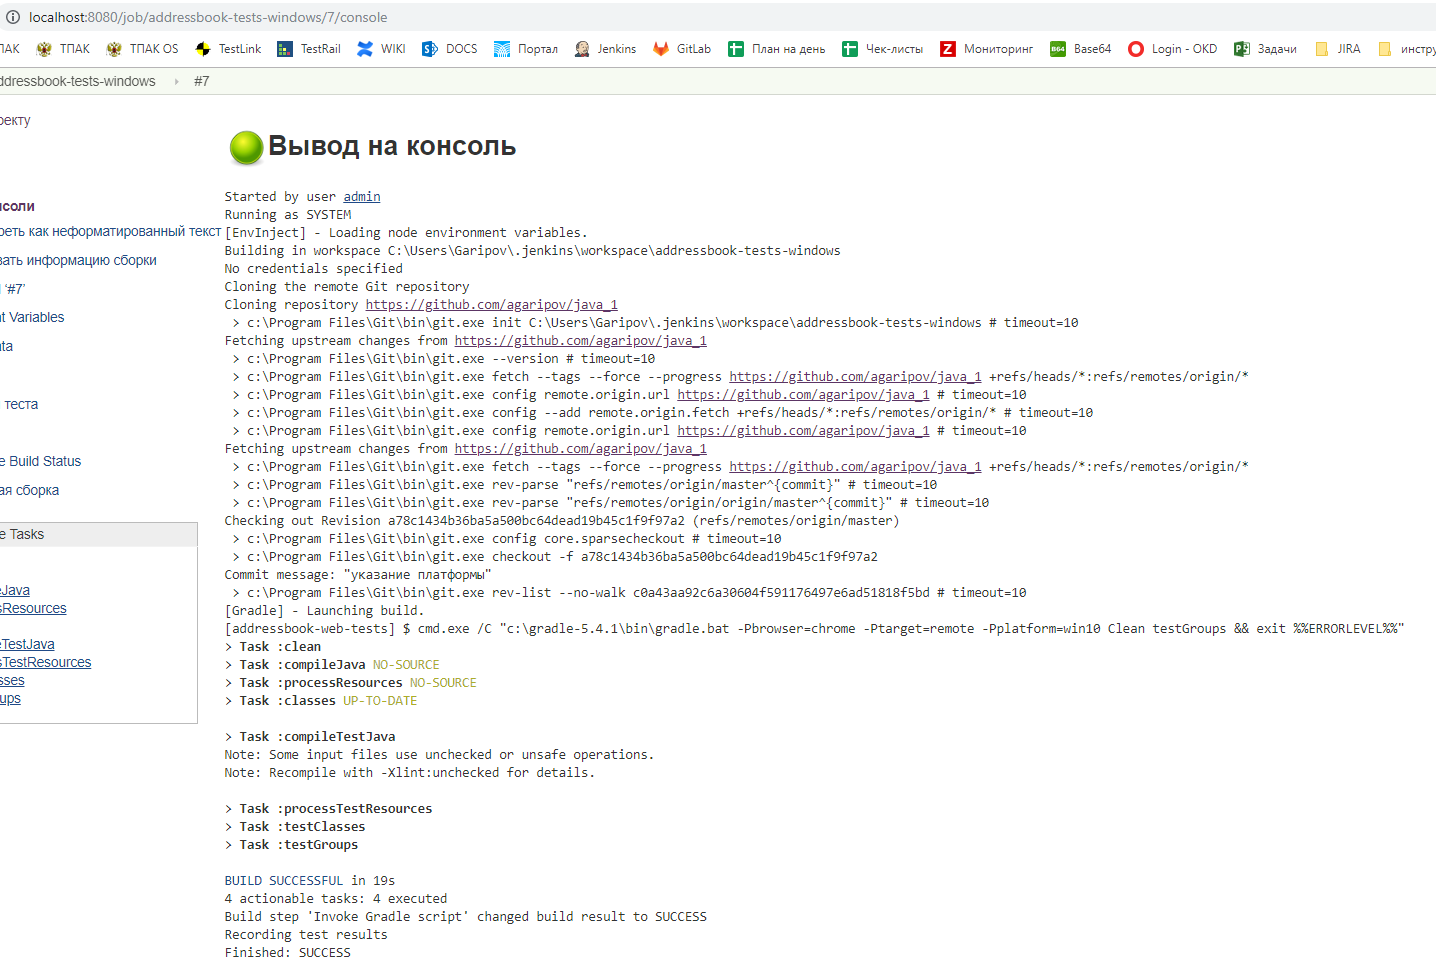 localhost:8080/job/addressbook-tests-windows/7/console
ПАК ТПАК ТПАК OS TestLink TestRail WIKI DOCS Портал Jenkins GitLab План на день Чек-листы Мониторинг Base64 Login - OKD Задачи JIRA инстру
ddressbook-tests-windows #7
оекту
Вывод на консоль
Started by user admin
Running as SYSTEM
нсоли
реть как неформатированный текст
[EnvInject] - Loading node environment variables.
Building in workspace C:\Users\Garipov\.jenkins\workspace\addressbook-tests-windows
вать информацию сборки
No credentials specified
Cloning the remote Git repository
‘#7’
Cloning repository https://github.com/agaripov/java_1
t Variables
> c:\Program Files\Git\bin\git.exe init C:\Users\Garipov\.jenkins\workspace\addressbook-tests-windows # timeout=10
Fetching upstream changes from https://github.com/agaripov/java_1
ata
> c:\Program Files\Git\bin\git.exe --version # timeout=10
> c:\Program Files\Git\bin\git.exe fetch --tags --force --progress https://github.com/agaripov/java_1 +refs/heads/*:refs/remotes/origin/*
> c:\Program Files\Git\bin\git.exe config remote.origin.url https://github.com/agaripov/java_1 # timeout=10
теста
> c:\Program Files\Git\bin\git.exe config --add remote.origin.fetch +refs/heads/*:refs/remotes/origin/* # timeout=10
> c:\Program Files\Git\bin\git.exe config remote.origin.url https://github.com/agaripov/java_1 # timeout=10
Fetching upstream changes from https://github.com/agaripov/java_1
e Build Status
> c:\Program Files\Git\bin\git.exe fetch --tags --force --progress https://github.com/agaripov/java_1 +refs/heads/*:refs/remotes/origin/*
> c:\Program Files\Git\bin\git.exe rev-parse "refs/remotes/origin/master^{commit}" # timeout=10
ая сборка
> c:\Program Files\Git\bin\git.exe rev-parse "refs/remotes/origin/origin/master^{commit}" # timeout=10
Checking out Revision a78c1434b36ba5a500bc64dead19b45c1f9f97a2 (refs/remotes/origin/master)
e Tasks
> c:\Program Files\Git\bin\git.exe config core.sparsecheckout # timeout=10
> c:\Program Files\Git\bin\git.exe checkout -f a78c1434b36ba5a500bc64dead19b45c1f9f97a2
Commit message: "указание платформы"
eJava
> c:\Program Files\Git\bin\git.exe rev-list --no-walk c0a43aa92c6a30604f591176497e6ad51818f5bd # timeout=10
sResources
[Gradle] - Launching build.
[addressbook-web-tests] $ cmd.exe /C "c:\gradle-5.4.1\bin\gradle.bat -Pbrowser=chrome -Ptarget=remote -Pplatform=win10 Clean testGroups && exit %%ERRORLEVEL%%"
eTestJava
> Task :clean
sTestResources
> Task :compileJava NO-SOURCE
sses
> Task :processResources NO-SOURCE
ups
> Task :classes UP-TO-DATE
> Task :compileTestJava
Note: Some input files use unchecked or unsafe operations.
Note: Recompile with -Xlint:unchecked for details.
> Task :processTestResources
> Task :testClasses
> Task :testGroups
BUILD SUCCESSFUL in 19s
4 actionable tasks: 4 executed
Build step 'Invoke Gradle script' changed build result to SUCCESS
Recording test results
Finished: SUCCESS